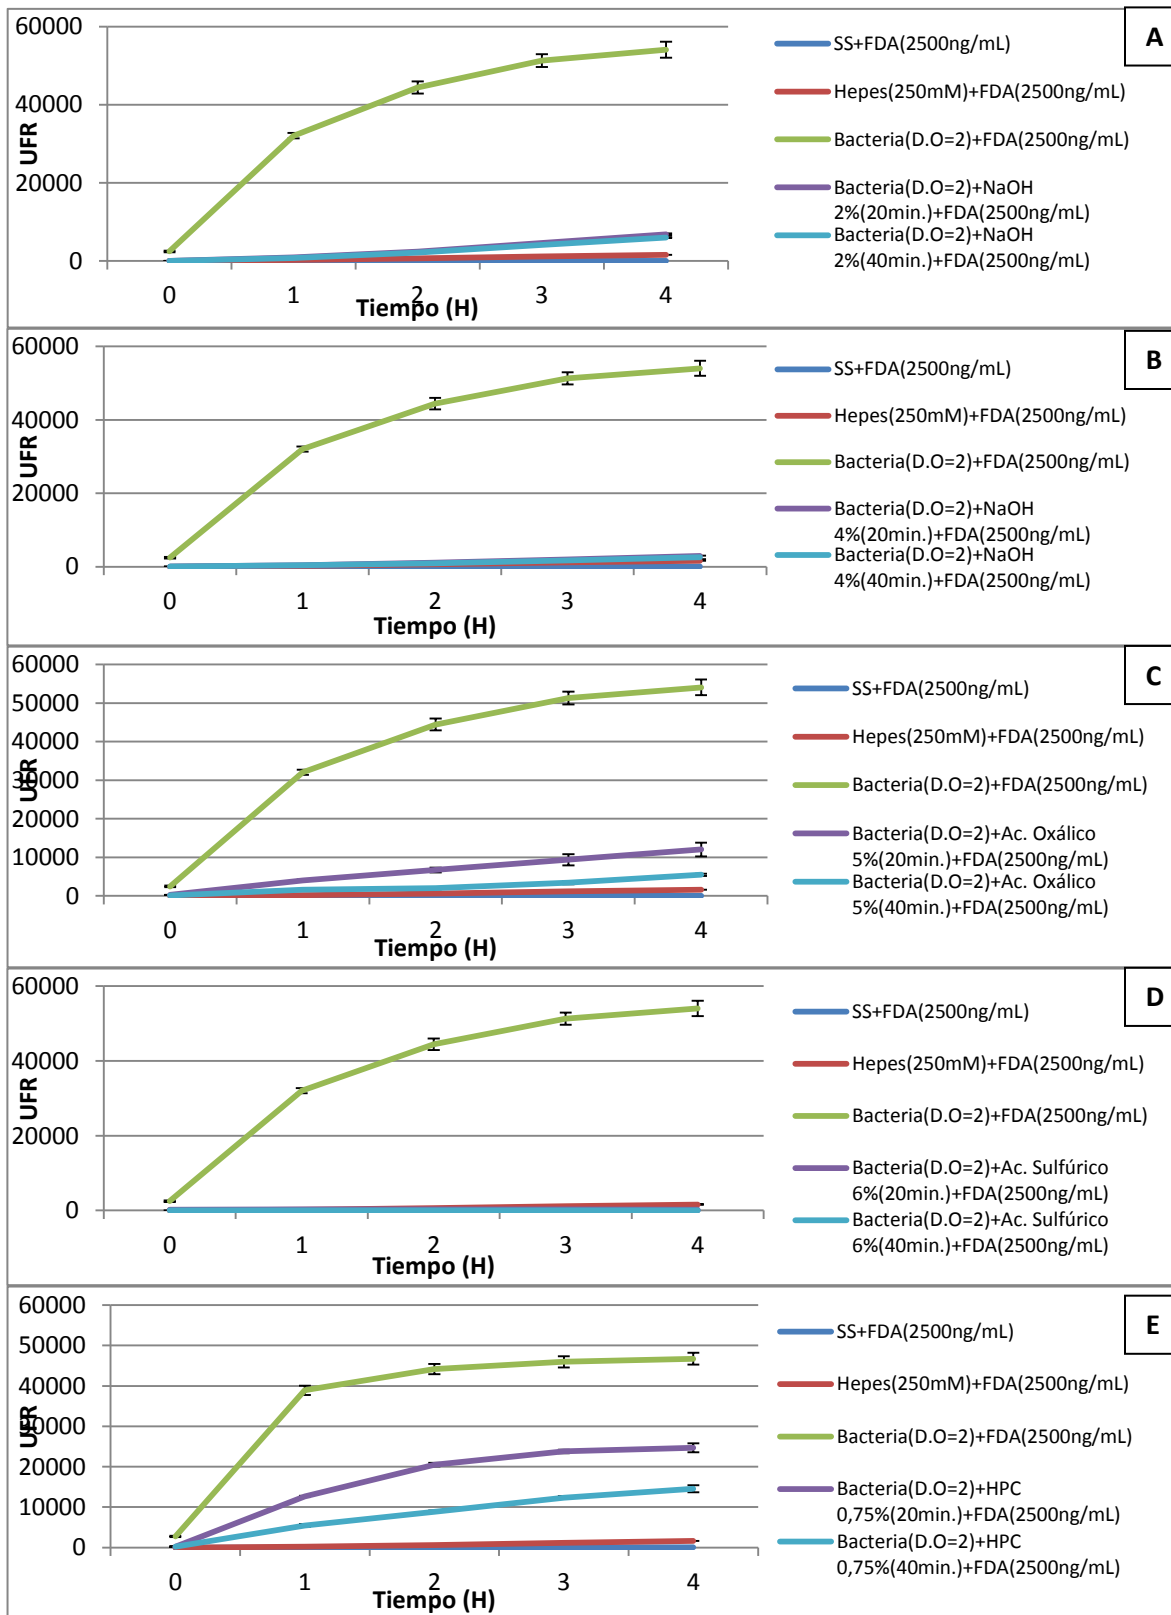 A
60000
40000
20000
0
UFR
0
1
2
3
4
Tiempo (H)
SS+FDA(2500ng/mL)
Hepes(250mM)+FDA(2500ng/mL)
Bacteria(D.O=2)+FDA(2500ng/mL)
Bacteria(D.O=2)+NaOH
2%(20min.)+FDA(2500ng/mL)
Bacteria(D.O=2)+NaOH
2%(40min.)+FDA(2500ng/mL)
B
60000
40000
20000
0
UFR
0
1
2
3
4
Tiempo (H)
SS+FDA(2500ng/mL)
Hepes(250mM)+FDA(2500ng/mL)
Bacteria(D.O=2)+FDA(2500ng/mL)
Bacteria(D.O=2)+NaOH
4%(20min.)+FDA(2500ng/mL)
Bacteria(D.O=2)+NaOH
4%(40min.)+FDA(2500ng/mL)
C
60000
50000
40000
30000
20000
10000
0
UFR
0
1
2
3
4
Tiempo (H)
SS+FDA(2500ng/mL)
Hepes(250mM)+FDA(2500ng/mL)
Bacteria(D.O=2)+FDA(2500ng/mL)
Bacteria(D.O=2)+Ac. Oxálico
5%(20min.)+FDA(2500ng/mL)
Bacteria(D.O=2)+Ac. Oxálico
5%(40min.)+FDA(2500ng/mL)
D
60000
40000
20000
0
UFR
0
1
2
3
4
Tiempo (H)
SS+FDA(2500ng/mL)
Hepes(250mM)+FDA(2500ng/mL)
Bacteria(D.O=2)+FDA(2500ng/mL)
Bacteria(D.O=2)+Ac. Sulfúrico
6%(20min.)+FDA(2500ng/mL)
Bacteria(D.O=2)+Ac. Sulfúrico
6%(40min.)+FDA(2500ng/mL)
E
60000
50000
40000
30000
20000
10000
0
UFR
0
1
2
3
4
Tiempo (H)
SS+FDA(2500ng/mL)
Hepes(250mM)+FDA(2500ng/mL)
Bacteria(D.O=2)+FDA(2500ng/mL)
Bacteria(D.O=2)+HPC
0,75%(20min.)+FDA(2500ng/mL)
Bacteria(D.O=2)+HPC
0,75%(40min.)+FDA(2500ng/mL)